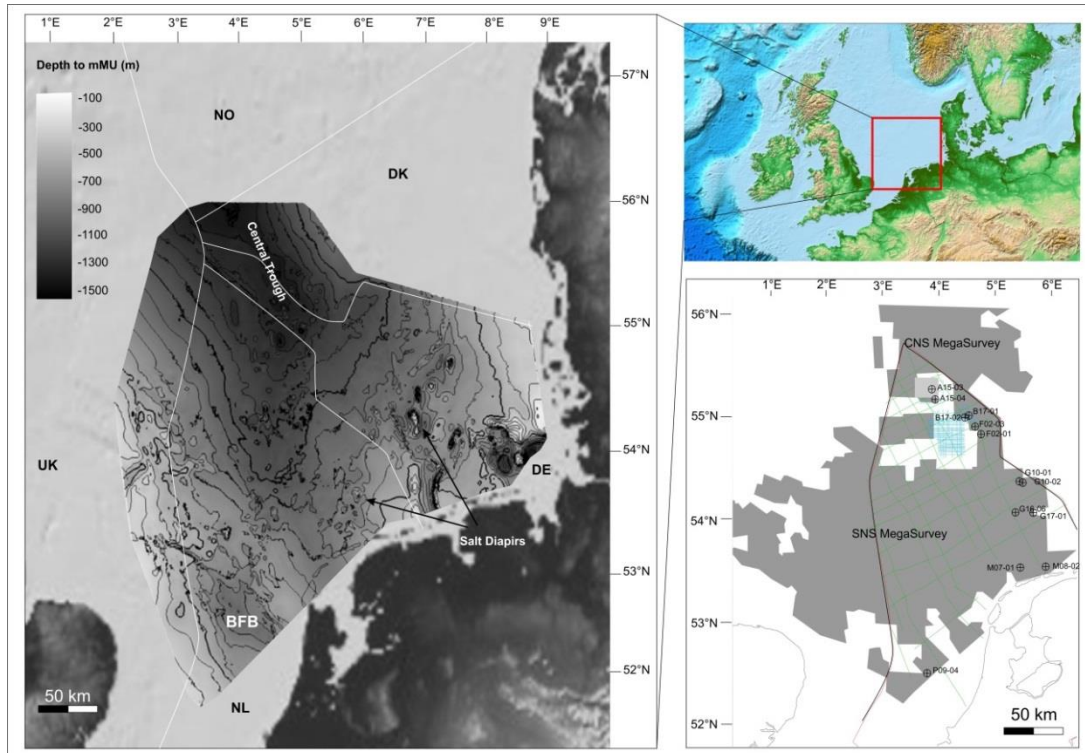 1°E 2°E 3°E 4°E 5°E 6°E 7°E 8°E 9°E
Depth to mMU (m)
-100
-300
-500
-700
-900
-1100
-1300
-1500
NO
DK
Central Trough
UK
DE
Salt Diapirs
BFB
NL
50 km
57°N
56°N
55°N
54°N
53°N
52°N
1°E 2°E 3°E 4°E 5°E 6°E
56°N
55°N
54°N
53°N
52°N
CNS MegaSurvey
A15-03
A15-04
B17-01
B17-02
F02-03
F02-01
G10-01
G10-02
G16-06
G17-01
SNS MegaSurvey
M07-01
M08-02
P09-04
50 km